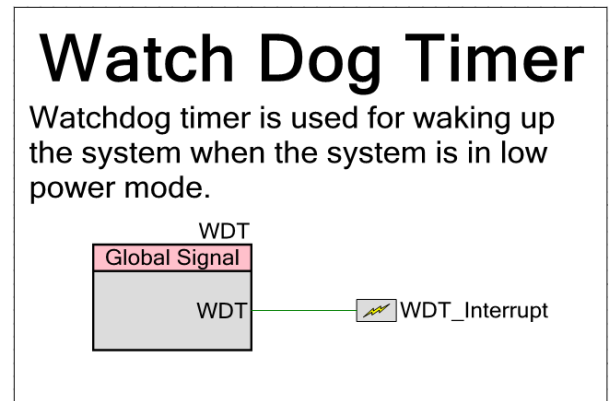 Watch Dog Timer
Watchdog timer is used for waking up
the system when the system is in low
power mode.
WDT
Global Signal
WDT
WDT_Interrupt